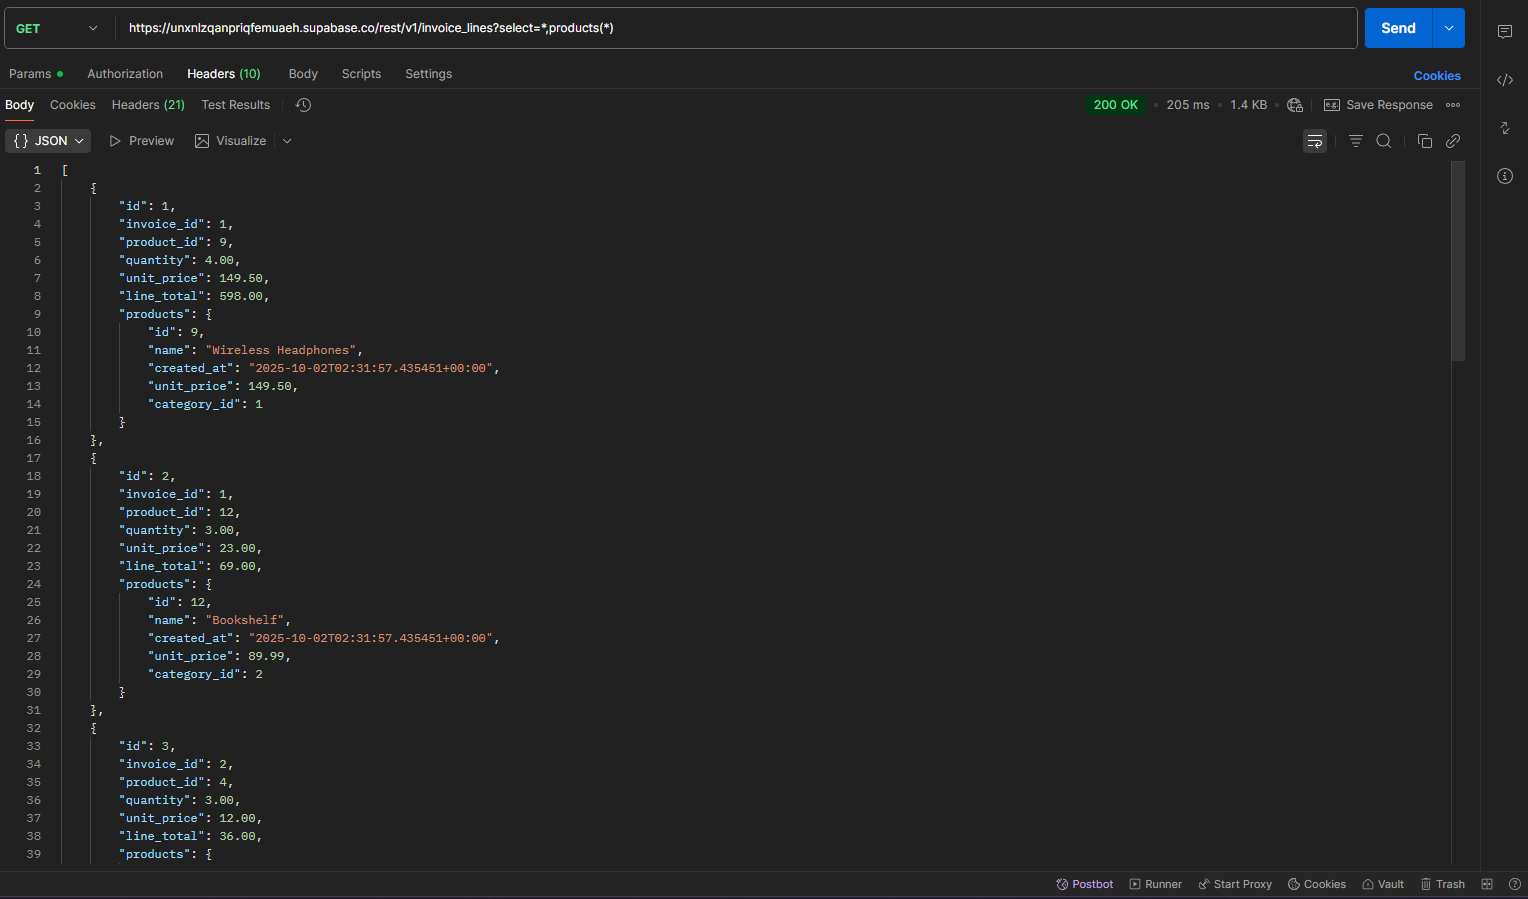 GET https://unxnlzqanpriqfemuaeh.supabase.co/rest/v1/invoice_lines?select=*,products(*) Send
Params Authorization Headers (10) Body Scripts Settings Cookies
Body Cookies Headers (21) Test Results 200 OK 205 ms 1.4 KB e.g. Save Response
{ } JSON Preview Visualize
1 [
2 {
3 "id": 1,
4 "invoice_id": 1,
5 "product_id": 9,
6 "quantity": 4.00,
7 "unit_price": 149.50,
8 "line_total": 598.00,
9 "products": {
10 "id": 9,
11 "name": "Wireless Headphones",
12 "created_at": "2025-10-02T02:31:57.435451+00:00",
13 "unit_price": 149.50,
14 "category_id": 1
15 }
16 },
17 {
18 "id": 2,
19 "invoice_id": 1,
20 "product_id": 12,
21 "quantity": 3.00,
22 "unit_price": 23.00,
23 "line_total": 69.00,
24 "products": {
25 "id": 12,
26 "name": "Bookshelf",
27 "created_at": "2025-10-02T02:31:57.435451+00:00",
28 "unit_price": 89.99,
29 "category_id": 2
30 }
31 },
32 {
33 "id": 3,
34 "invoice_id": 2,
35 "product_id": 4,
36 "quantity": 3.00,
37 "unit_price": 12.00,
38 "line_total": 36.00,
39 "products": {
Postbot Runner Start Proxy Cookies Vault Trash